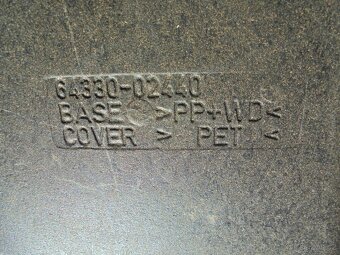 64330-02440
BASE >PP+WD<
COVER > PET <